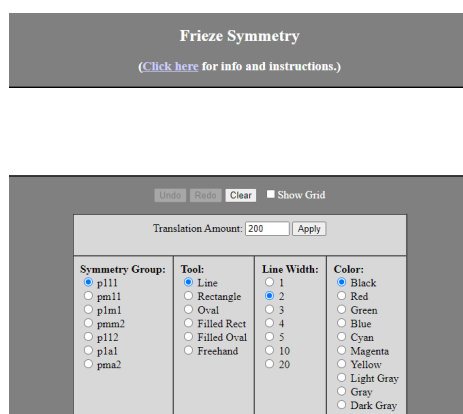 Frieze Symmetry
(Click here for info and instructions.)
Undo Redo Clear Show Grid
Translation Amount: 200 Apply
Symmetry Group: Tool: Line Width: Color:
p111 Line 1 Black
pm11 Rectangle 2 Red
p1m1 Oval 3 Green
pmm2 Filled Rect 4 Blue
p112 Filled Oval 5 Cyan
p1a1 Freehand 10 Magenta
pma2 20 Yellow
Light Gray
Gray
Dark Gray